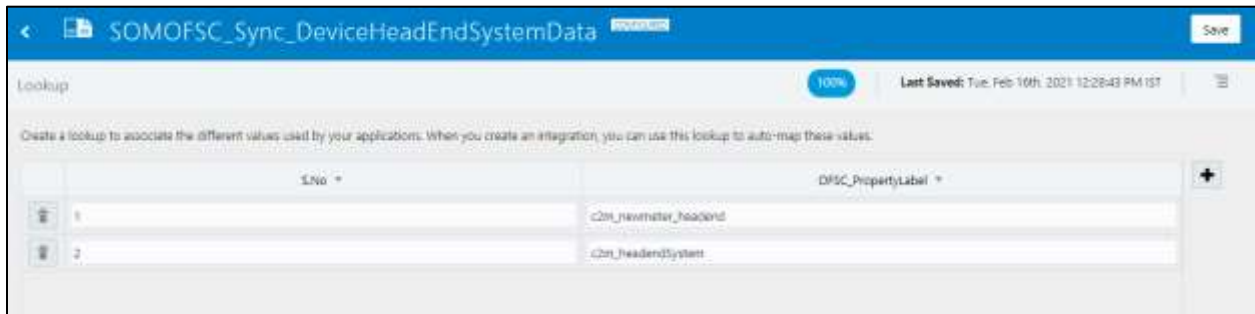 SOMOFSC_Sync_DeviceHeadEndSystemData CONFIGURED Save
Lookup 100% Last Saved: Tue, Feb 16th, 2021 12:28:43 PM IST
Create a lookup to associate the different values used by your applications. When you create an integration, you can use this lookup to auto-map these values.
S.No OFSC_PropertyLabel
1 c2m_newmeter_headend
2 c2m_headendSystem